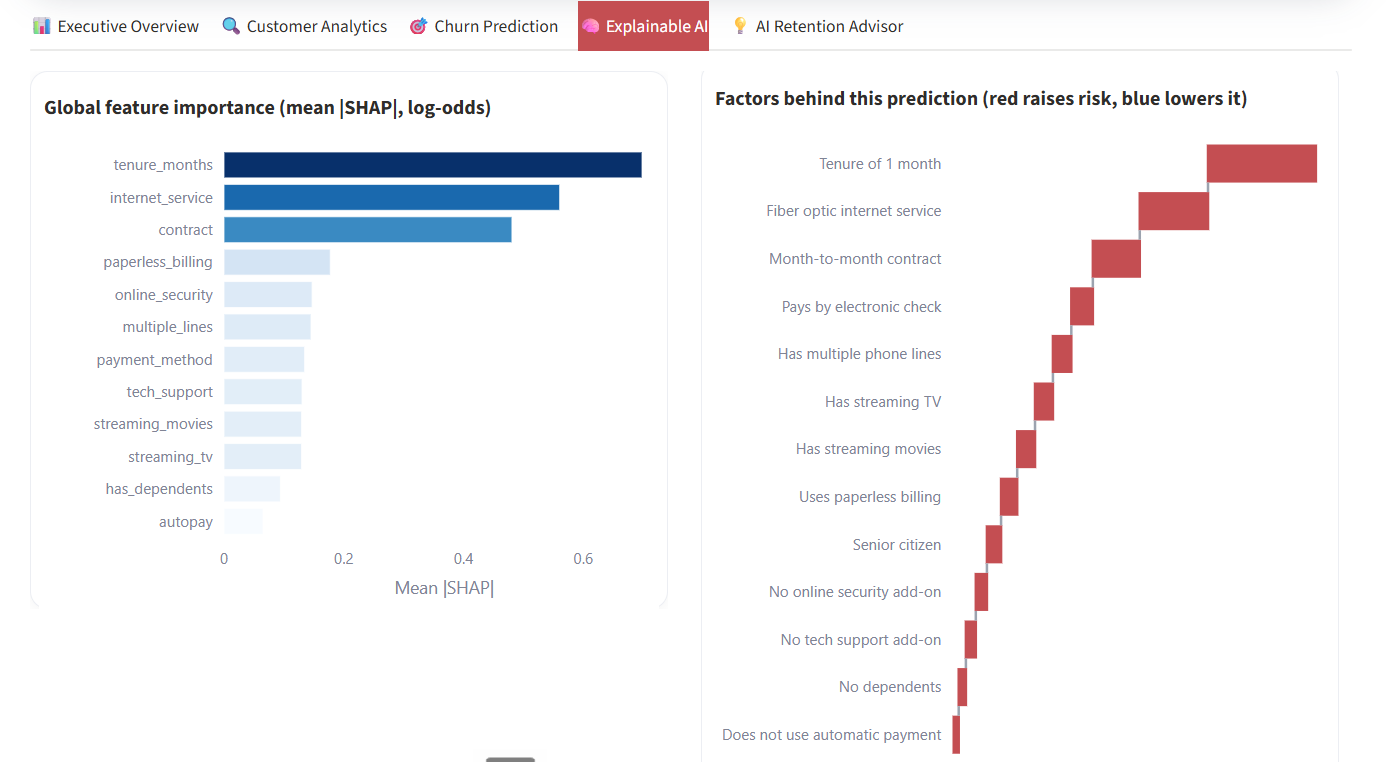 📊 Executive Overview
🔍 Customer Analytics
🎯 Churn Prediction
🧠 Explainable AI
💡 AI Retention Advisor
Global feature importance (mean |SHAP|, log-odds)
tenure_months
internet_service
contract
paperless_billing
online_security
multiple_lines
payment_method
tech_support
streaming_movies
streaming_tv
has_dependents
autopay
0 0.2 0.4 0.6
Mean |SHAP|
Factors behind this prediction (red raises risk, blue lowers it)
Tenure of 1 month
Fiber optic internet service
Month-to-month contract
Pays by electronic check
Has multiple phone lines
Has streaming TV
Has streaming movies
Uses paperless billing
Senior citizen
No online security add-on
No tech support add-on
No dependents
Does not use automatic payment